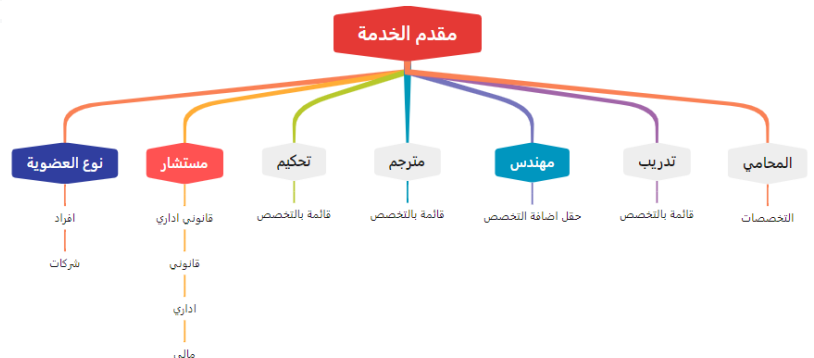 مقدم الخدمة
المحامي
تدريب
مهندس
مترجم
تحكيم
مستشار
نوع العضوية
التخصصات
قائمة بالتخصص
حقل اضافة التخصص
قائمة بالتخصص
قائمة بالتخصص
قانوني اداري
افراد
قانوني
شركات
اداري
مالي